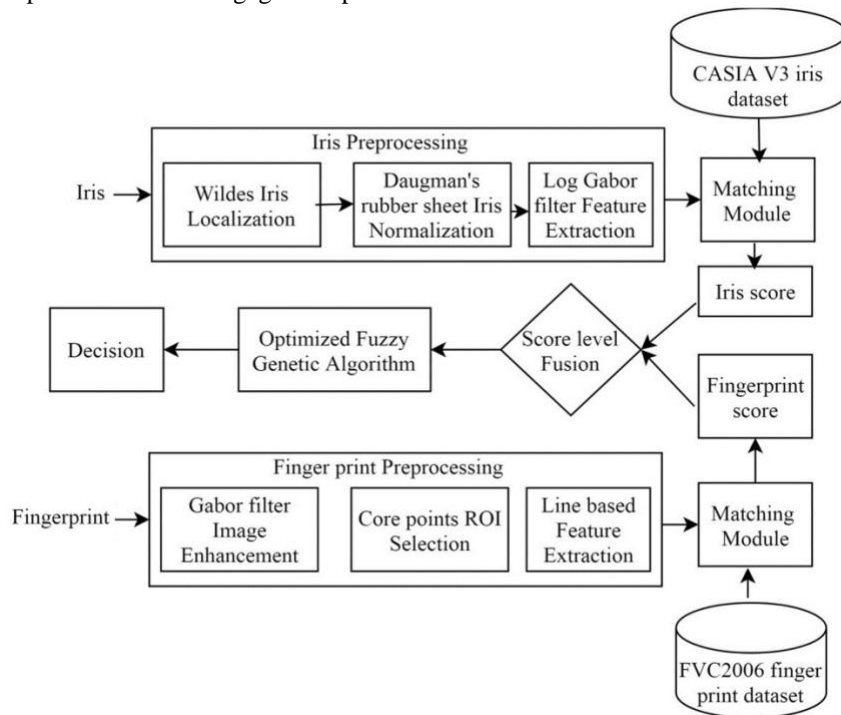 CASIA V3 iris
dataset
Iris Preprocessing
Iris
Wildes Iris
Localization
Daugman's
rubber sheet Iris
Normalization
Log Gabor
filter Feature
Extraction
Matching
Module
Iris score
Decision
Optimized Fuzzy
Genetic Algorithm
Score level
Fusion
Fingerprint
score
Finger print Preprocessing
Fingerprint
Gabor filter
Image
Enhancement
Core points ROI
Selection
Line based
Feature
Extraction
Matching
Module
FVC2006 finger
print dataset